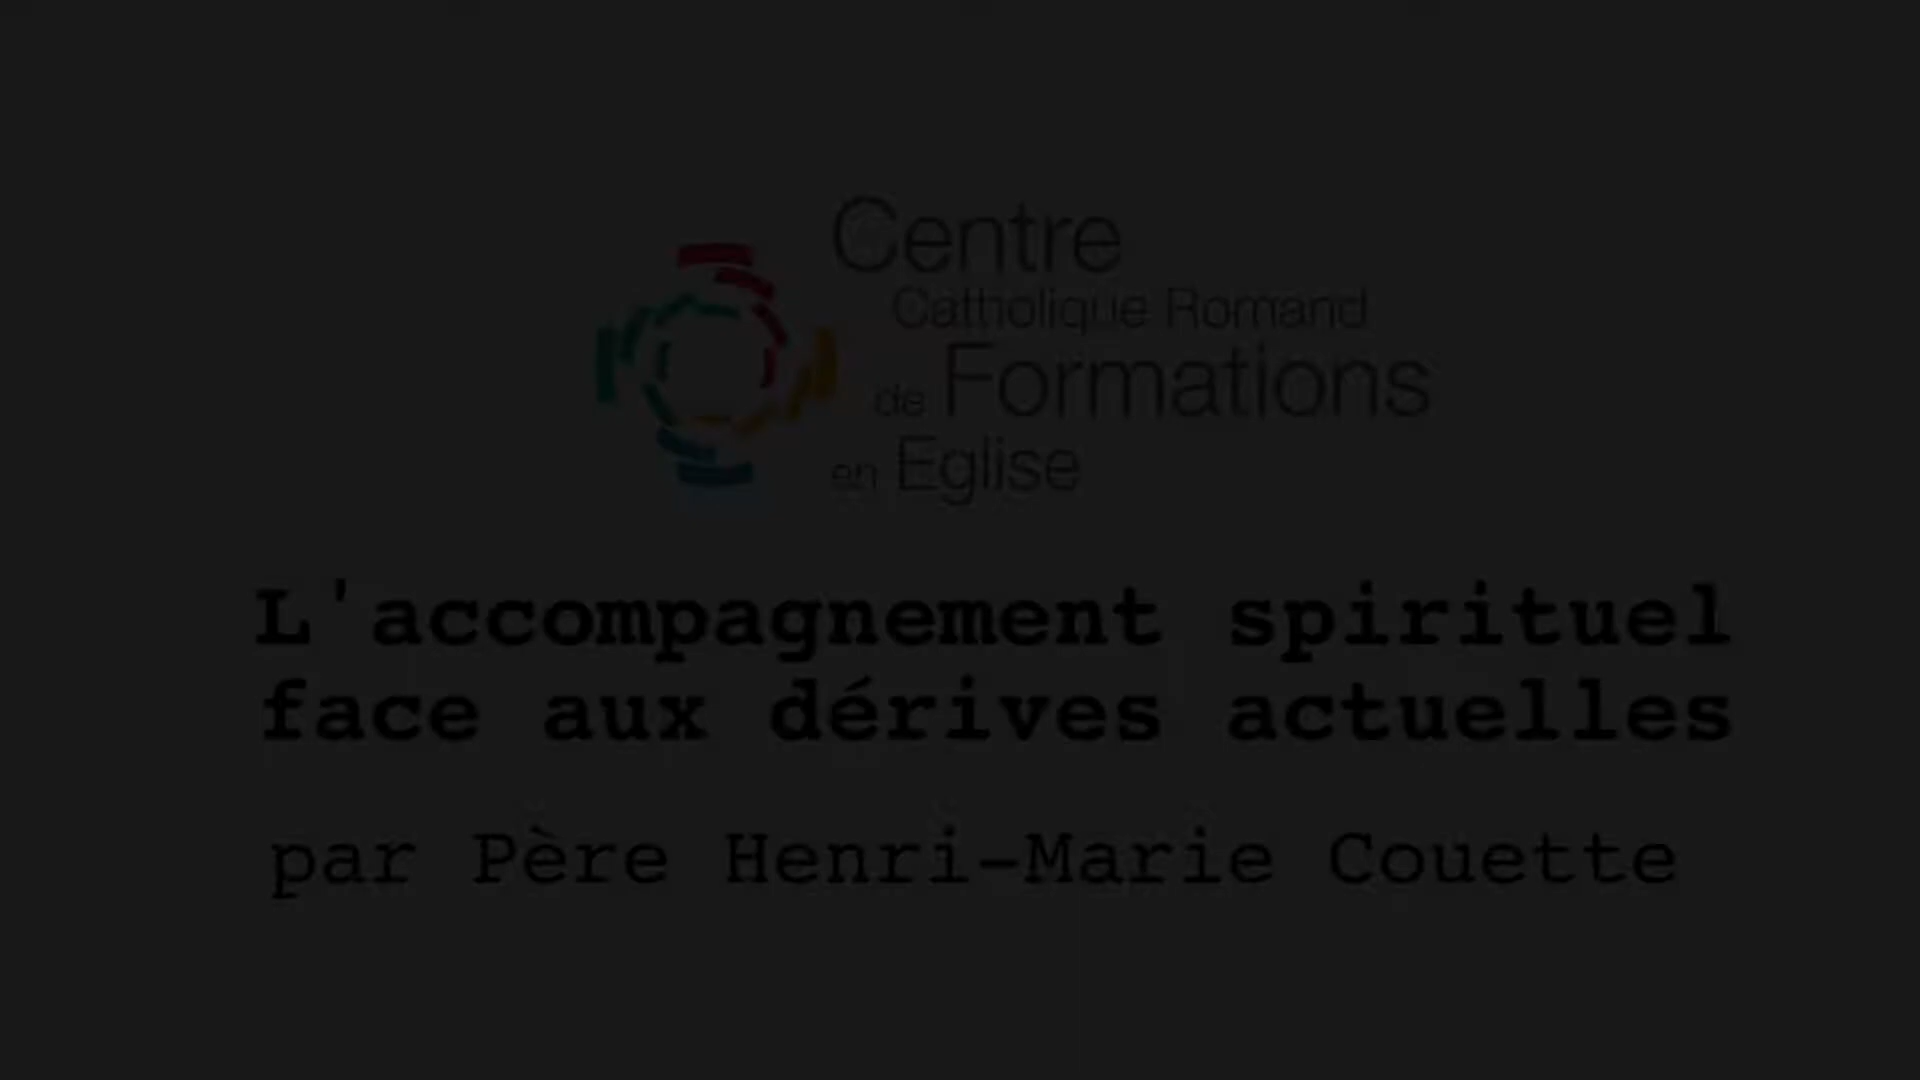 Centre
Catholique Romand
de Formations
en Eglise
L'accompagnement spirituel
face aux dérives actuelles
par Père Henri-Marie Couette